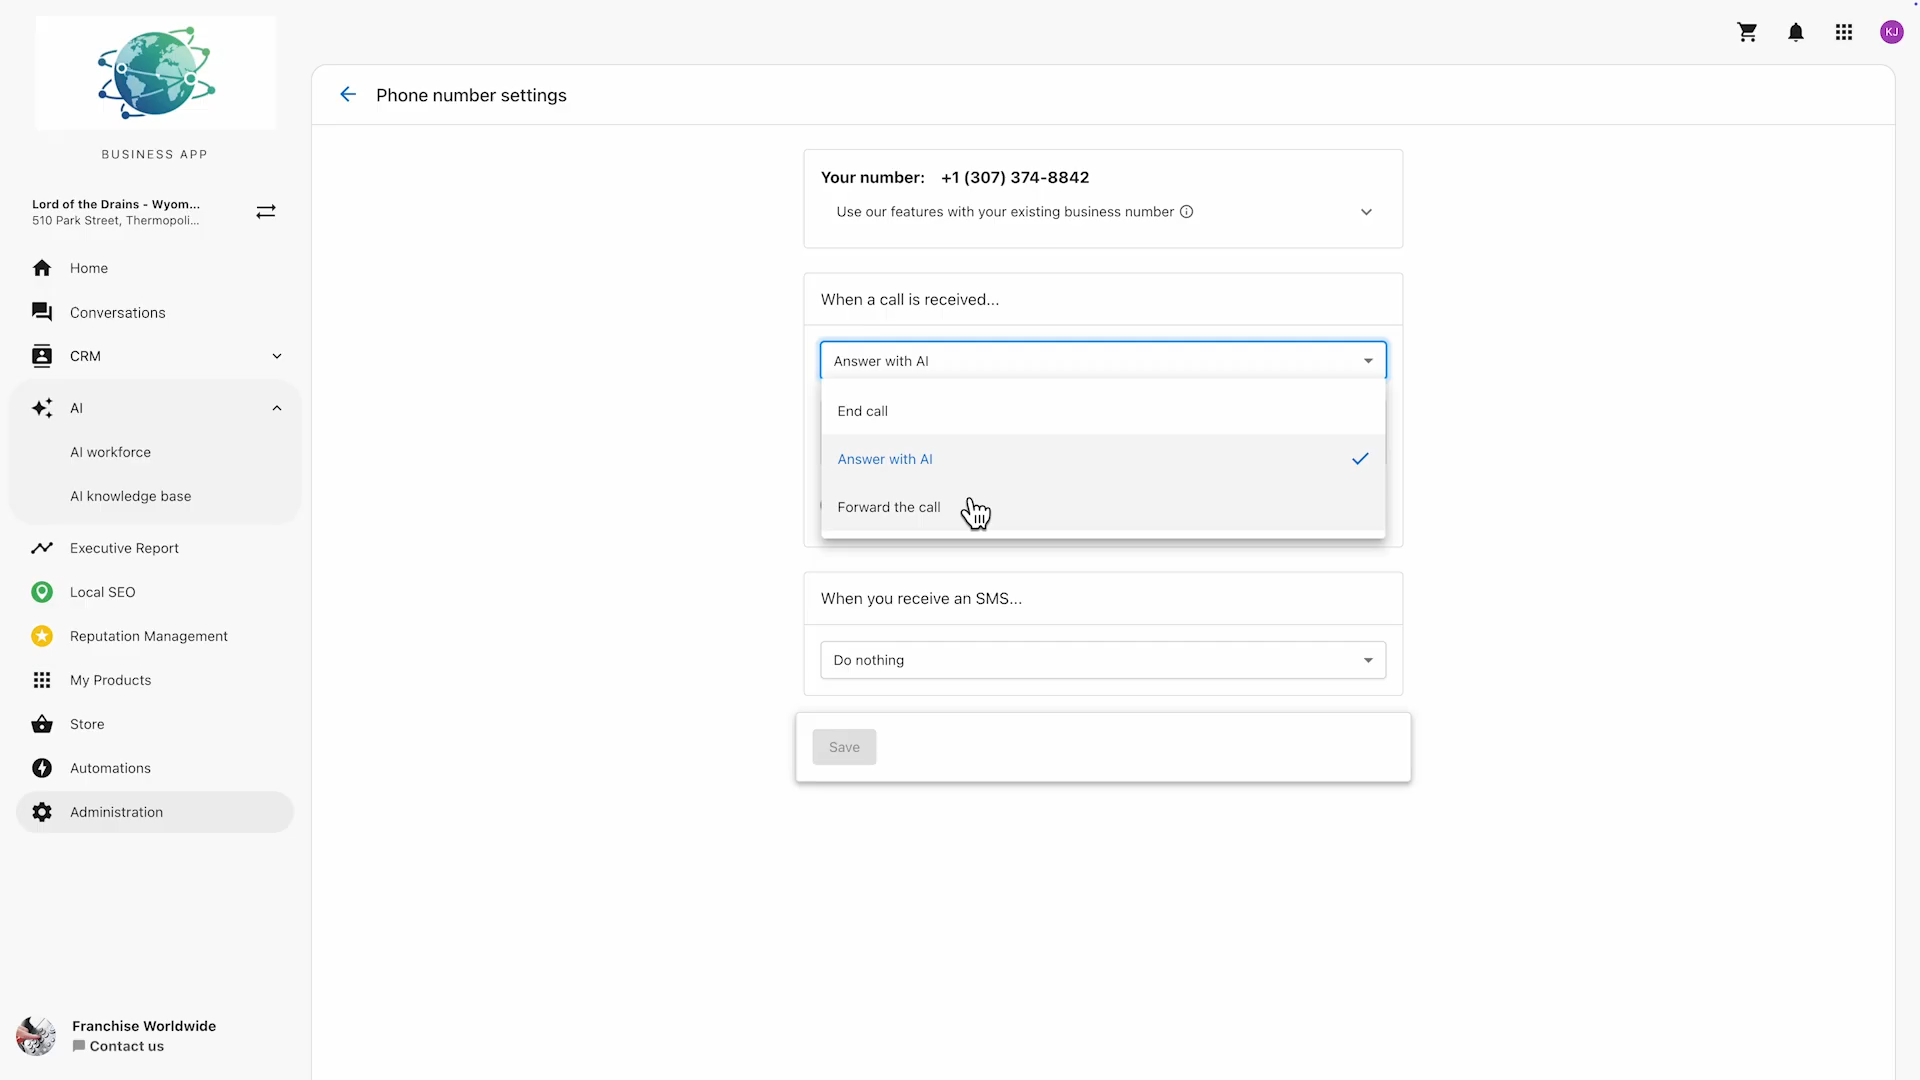 KJ
BUSINESS APP
Lord of the Drains - Wyom...
510 Park Street, Thermopoli...
Home
Conversations
CRM
AI
AI workforce
AI knowledge base
Executive Report
Local SEO
Reputation Management
My Products
Store
Automations
Administration
Franchise Worldwide
Contact us
Phone number settings
Your number: +1 (307) 374-8842
Use our features with your existing business number
When a call is received...
Answer with AI
End call
Answer with AI
Forward the call
When you receive an SMS...
Do nothing
Save